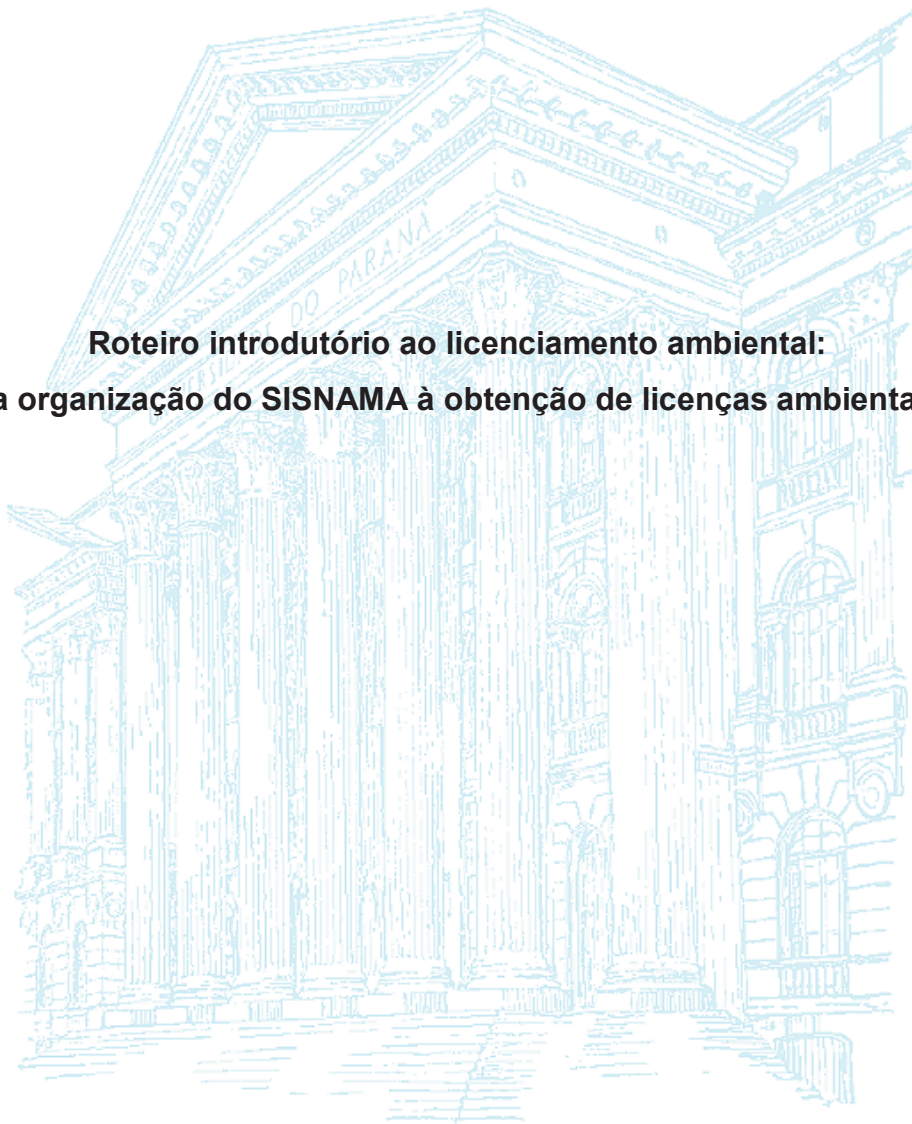 DO PARANÁ
Roteiro introdutório ao licenciamento ambiental:
a organização do SISNAMA à obtenção de licenças ambienta